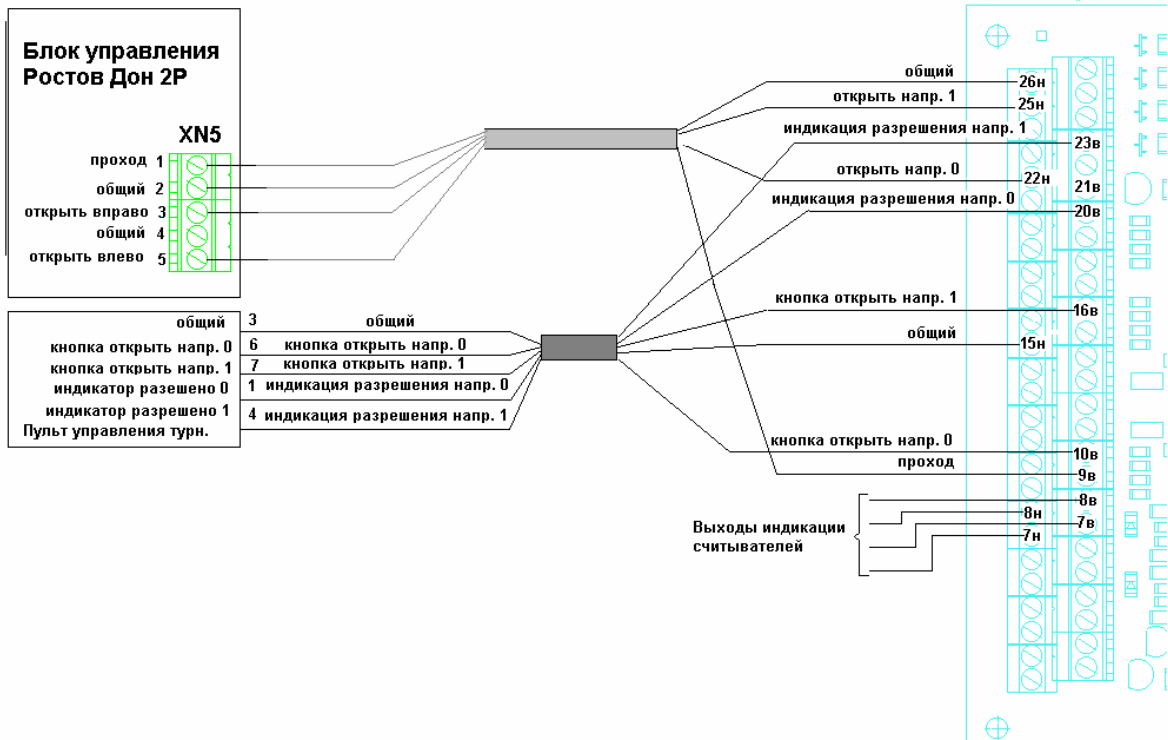 Блок управления
Ростов Дон 2Р
XN5
проход 1
общий 2
открыть вправо 3
общий 4
открыть влево 5
общий 3 общий
кнопка открыть напр. 0 6 кнопка открыть напр. 0
кнопка открыть напр. 1 7 кнопка открыть напр. 1
индикатор разешено 0 1 индикация разрешения напр. 0
индикатор разрешено 1 4 индикация разрешения напр. 1
Пульт управления турн.
общий 26н
открыть напр. 1 25н
индикация разрешения напр. 1 23в
открыть напр. 0 22н
21в
индикация разрешения напр. 0 20в
кнопка открыть напр. 1 16в
общий 15н
кнопка открыть напр. 0 10в
проход 9в
8в
8н
7в
7н
Выходы индикации
считывателей